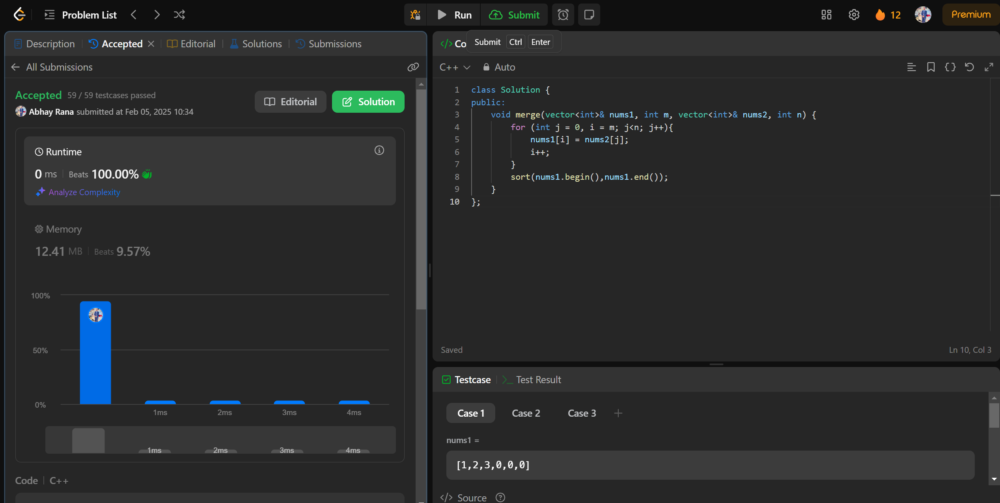 Problem List
Run
Submit
12
Premium
Description
Accepted
Editorial
Solutions
Submissions
All Submissions
Accepted 59 / 59 testcases passed
Abhay Rana submitted at Feb 05, 2025 10:34
Editorial
Solution
Runtime
0 ms | Beats 100.00%
Analyze Complexity
Memory
12.41 MB | Beats 9.57%
100%
50%
0%
1ms 2ms 3ms 4ms
1ms 2ms 3ms 4ms
Code | C++
</> Co
Submit Ctrl Enter
C++ Auto
1 class Solution {
2 public:
3 void merge(vector<int>& nums1, int m, vector<int>& nums2, int n) {
4 for (int j = 0, i = m; j<n; j++){
5 nums1[i] = nums2[j];
6 i++;
7 }
8 sort(nums1.begin(),nums1.end());
9 }
10 };
Saved
Ln 10, Col 3
Testcase
>_ Test Result
Case 1 Case 2 Case 3 +
nums1 =
[1,2,3,0,0,0]
</> Source ?